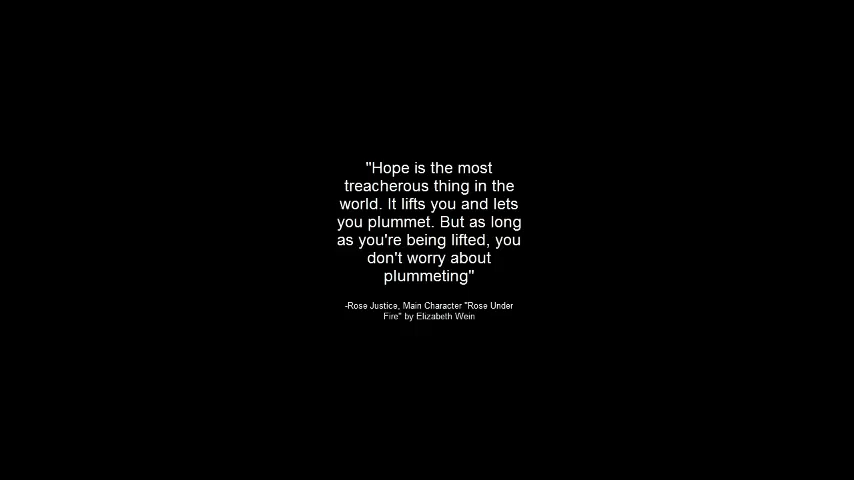 "Hope is the most
treacherous thing in the
world. It lifts you and lets
you plummet. But as long
as you're being lifted, you
don't worry about
plummeting"
-Rose Justice, Main Character "Rose Under
Fire" by Elizabeth Wein